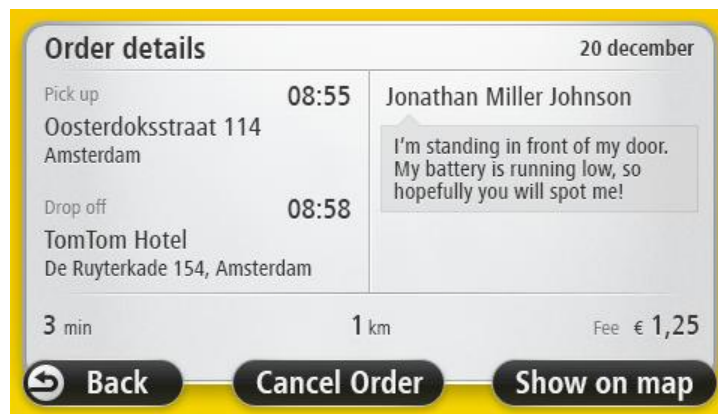 Order details
20 december
Pick up
08:55
Oosterdoksstraat 114
Amsterdam
Drop off
08:58
TomTom Hotel
De Ruyterkade 154, Amsterdam
Jonathan Miller Johnson
I'm standing in front of my door.
My battery is running low, so
hopefully you will spot me!
3 min
1 km
Fee € 1,25
Back
Cancel Order
Show on map